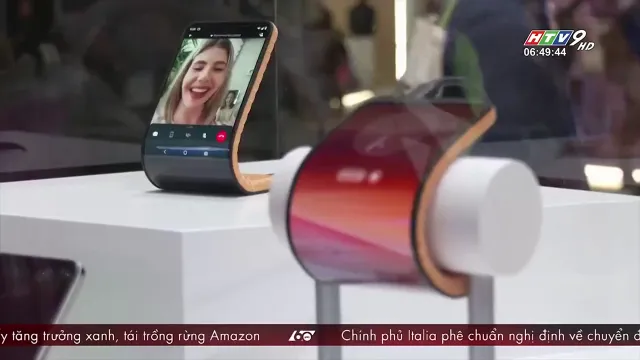 HTV9 HD
06:49:44
tăng trưởng xanh, tái trồng rừng Amazon
60
Chính phủ Italia phê chuẩn nghị định về chuyển